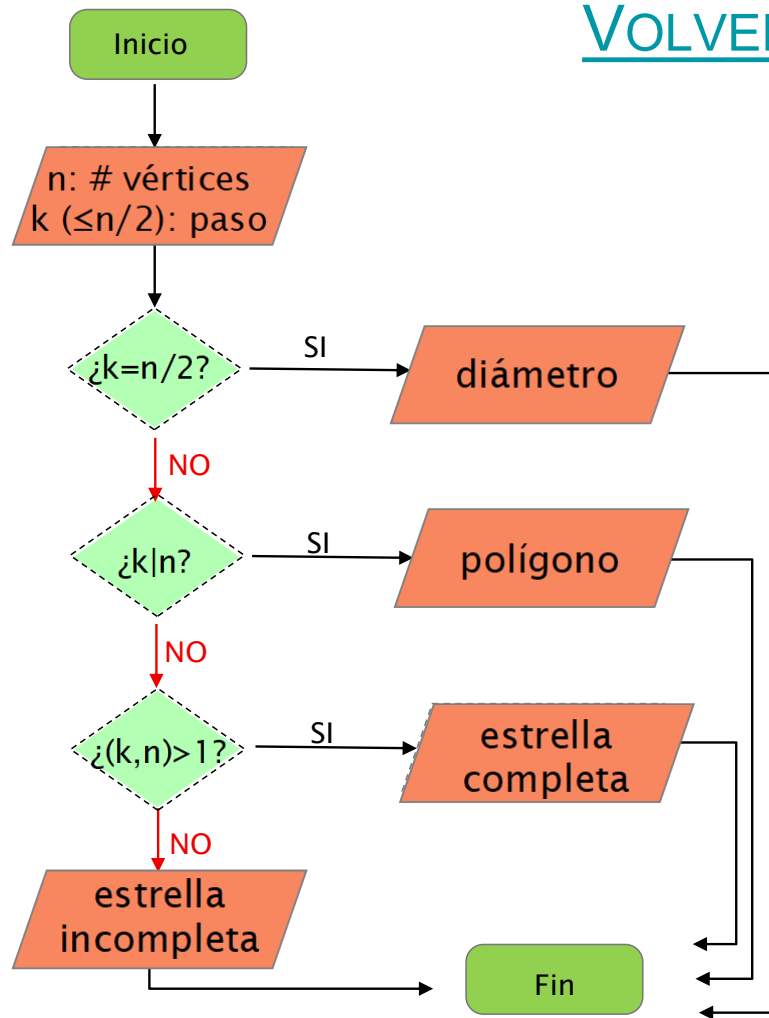 Inicio
VOLVER
n: # vértices
k (≤n/2): paso
¿k=n/2?
SI
diámetro
NO
¿k|n?
SI
polígono
NO
¿(k,n)>1?
SI
estrella
completa
NO
estrella
incompleta
Fin